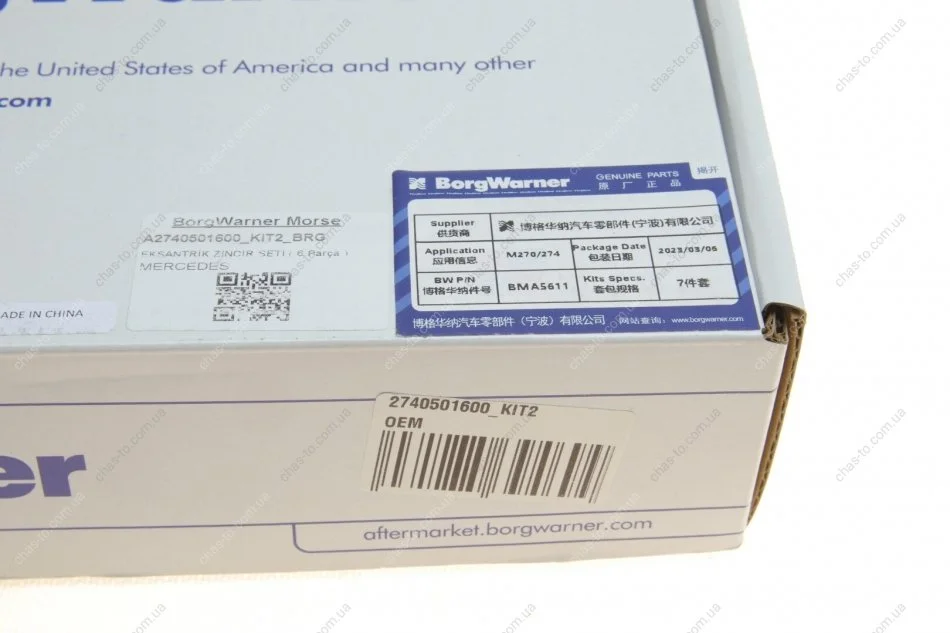 he United States of America and many other
com
BorgWarner Morse
A2740501600_KIT2_BRG
EKSANTRİK ZİNCİR SETİ ( 6 Parça )
MERCEDES
ADE IN CHINA
BorgWarner
GENUINE PARTS
原厂正品
揭开
Supplier
供货商
博格华纳汽车零部件(宁波)有限公司
Application
应用信息
M270/274
Package Date
包装日期
2023/03/06
BW P/N
博格华纳件号
BMA5611
Kits Specs.
套包规格
7件套
博格华纳汽车零部件（宁波）有限公司 网站查询：www.borgwarner.com
2740501600_KIT2
OEM
er
aftermarket.borgwarner.com
chas-to.com.ua